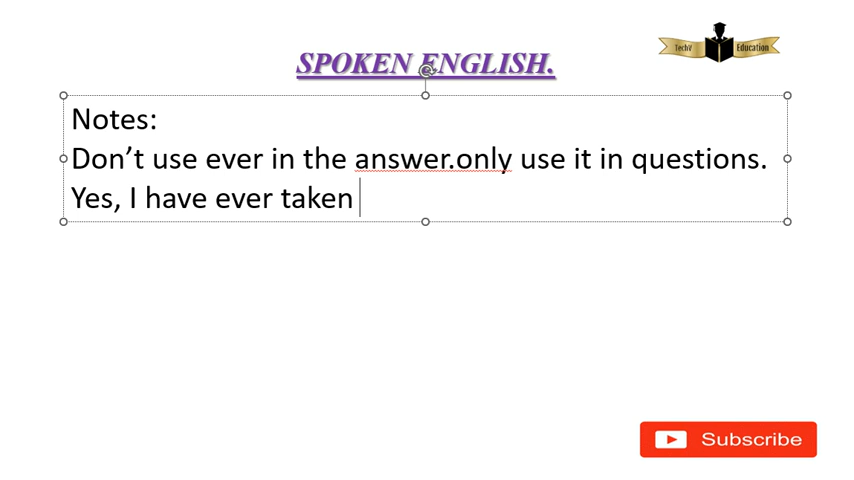 SPOKEN ENGLISH.
TechV Education
Notes:
Don’t use ever in the answer.only use it in questions.
Yes, I have ever taken
Subscribe